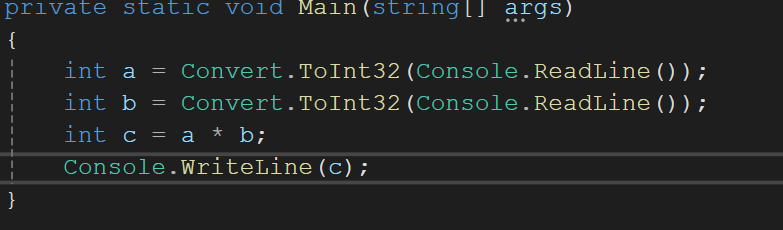 private static void Main(string[] args)
{
int a = Convert.ToInt32(Console.ReadLine());
int b = Convert.ToInt32(Console.ReadLine());
int c = a * b;
Console.WriteLine(c);
}